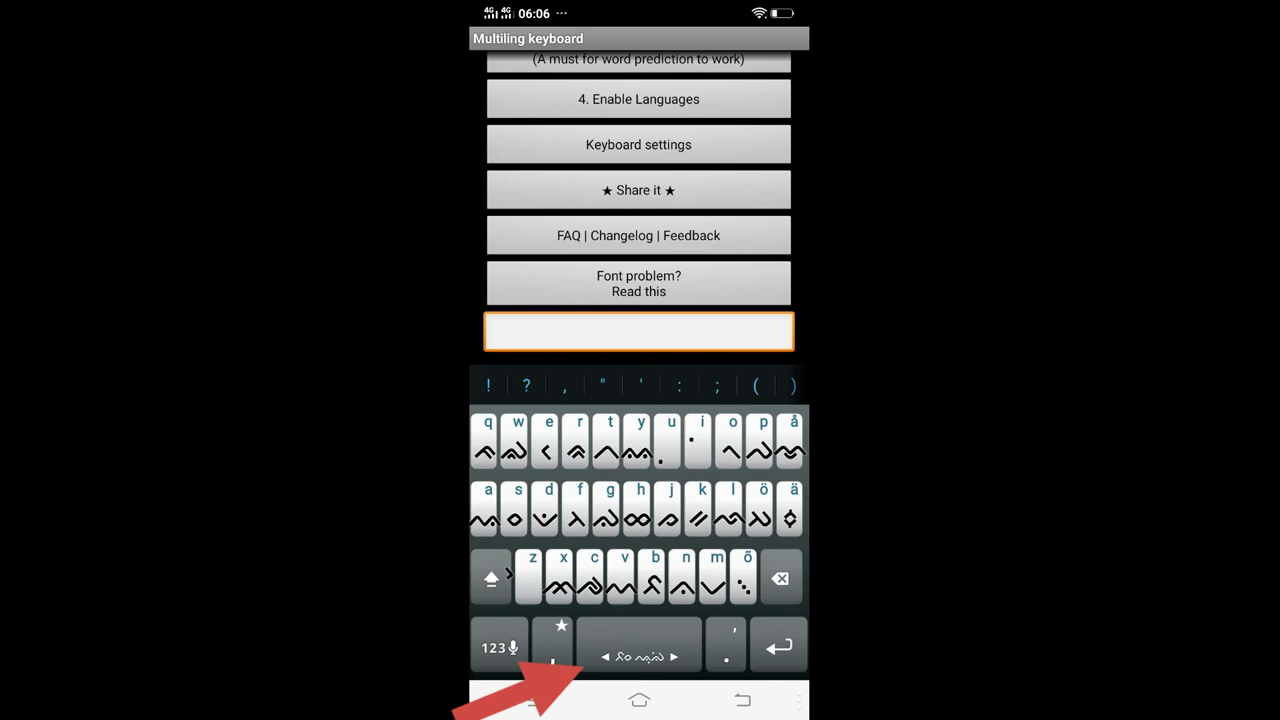 4G 4G 06:06 ...
Multiling keyboard
(A must for word prediction to work)
4. Enable Languages
Keyboard settings
★ Share it ★
FAQ | Changelog | Feedback
Font problem?
Read this
! ? , " ' : ; ( )
q w e r t y u i o p å
a s d f g h j k l ö ä
z x c v b n m õ
123 ★ , ' .